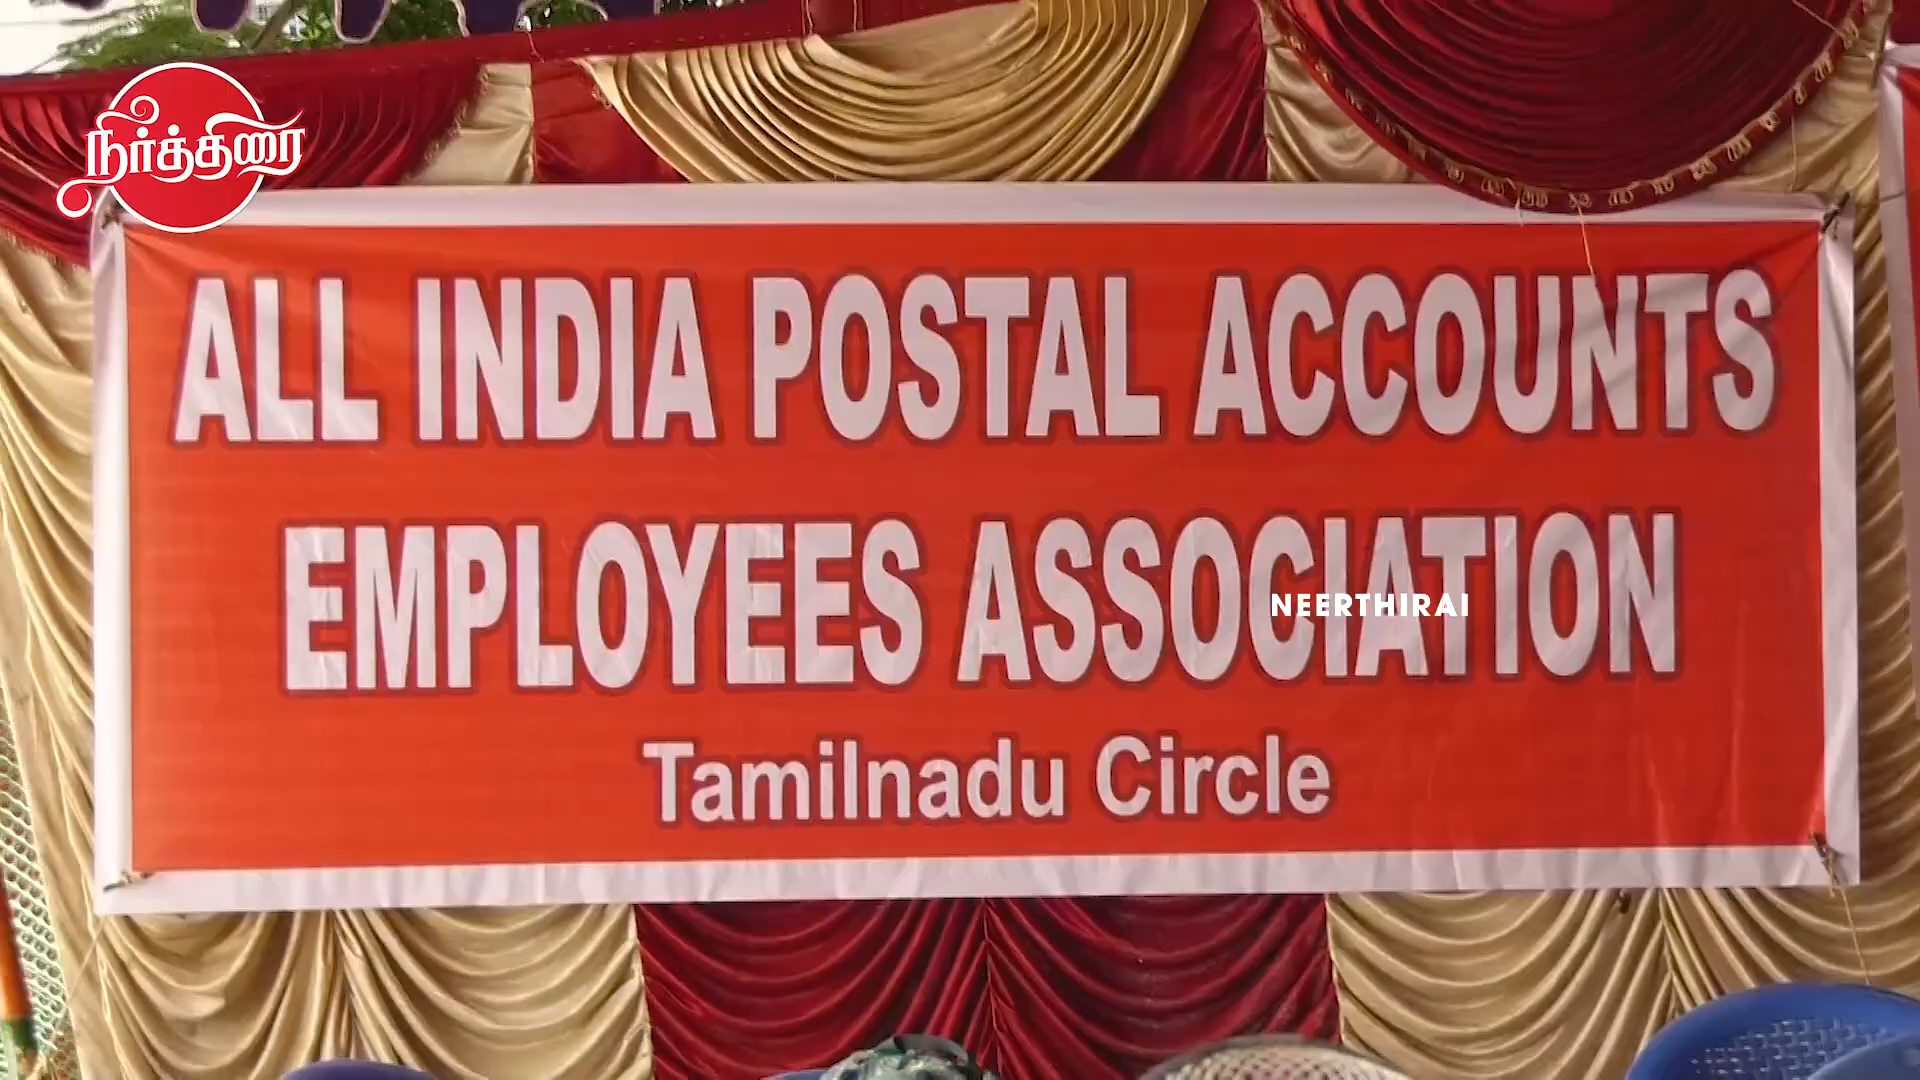 நீர்த்திரை
ALL INDIA POSTAL ACCOUNTS
EMPLOYEES ASSOCIATION
NEERTHIRAI
Tamilnadu Circle